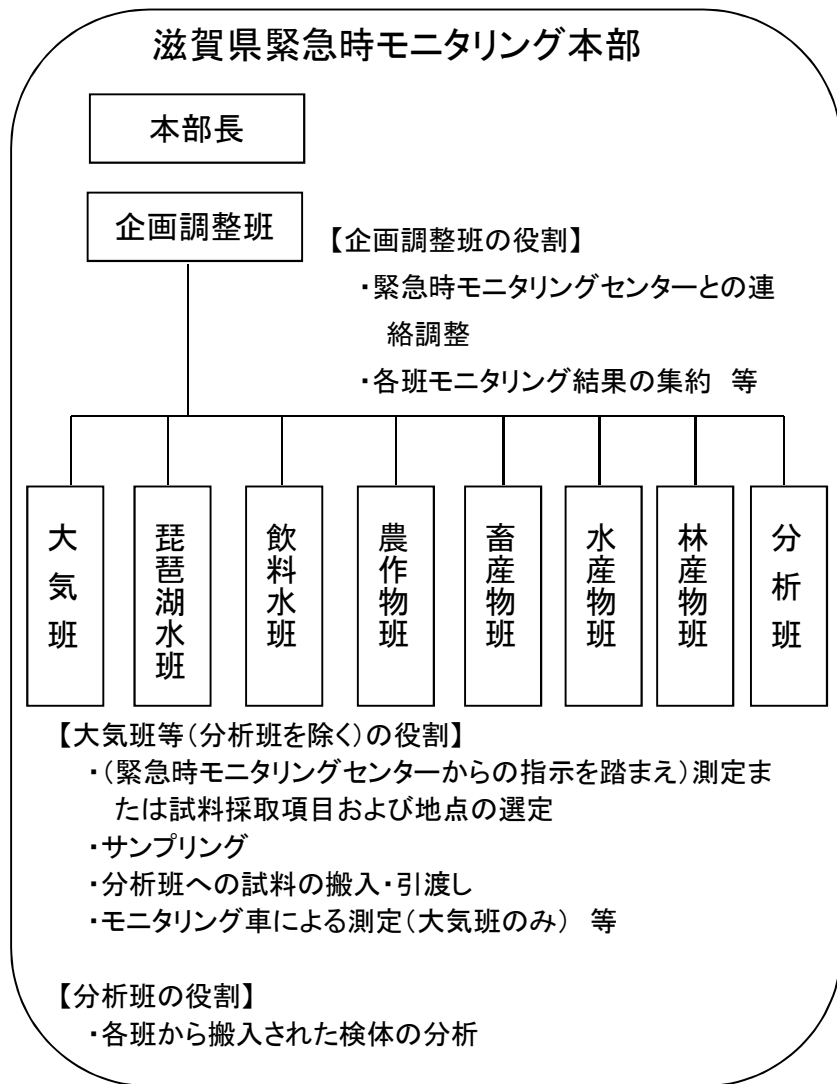 滋賀県緊急時モニタリング本部
本部長
企画調整班
【企画調整班の役割】
・緊急時モニタリングセンターとの連
絡調整
・各班モニタリング結果の集約　等
大気班
琵琶湖水班
飲料水班
農作物班
畜産物班
水産物班
林産物班
分析班
【大気班等（分析班を除く）の役割】
・（緊急時モニタリングセンターからの指示を踏まえ）測定ま
たは試料採取項目および地点の選定
・サンプリング
・分析班への試料の搬入・引渡し
・モニタリング車による測定（大気班のみ）　等
【分析班の役割】
・各班から搬入された検体の分析